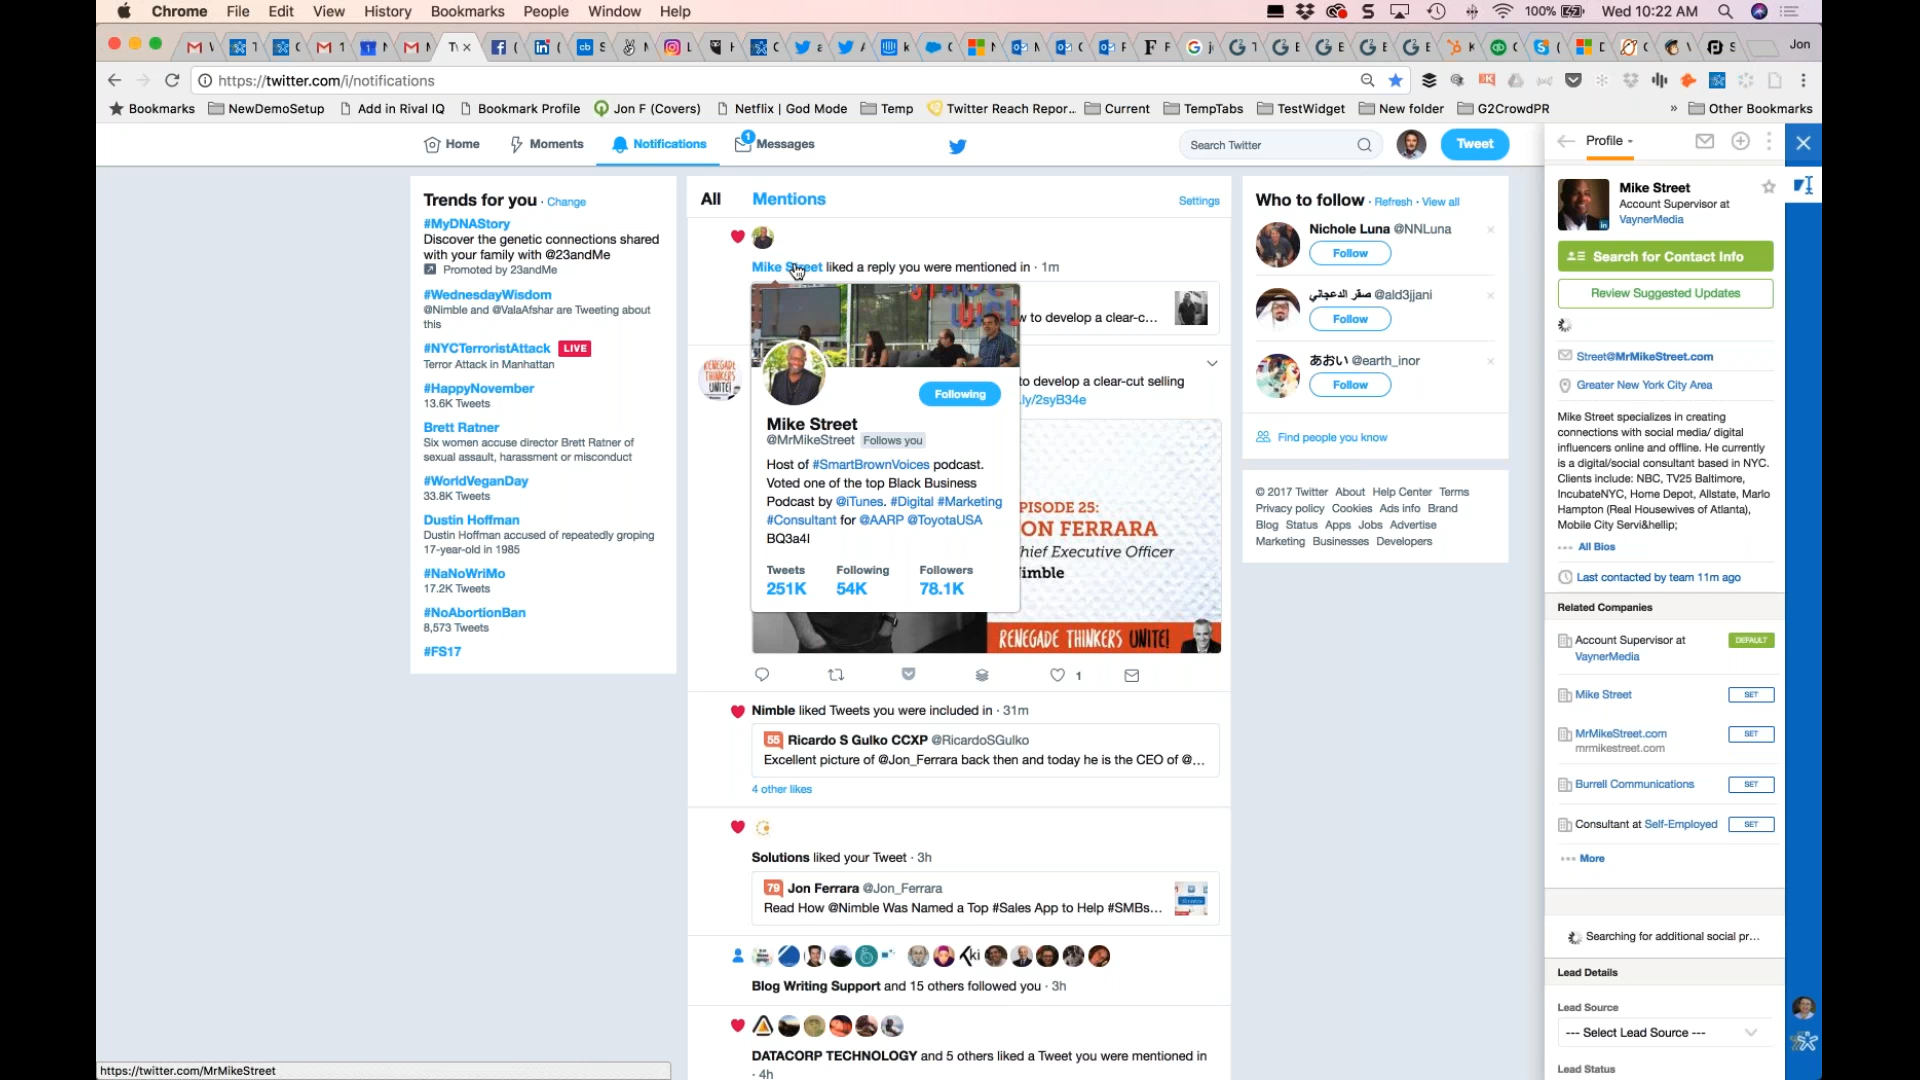 Chrome File Edit View History Bookmarks People Window Help
100% Wed 10:22 AM
Jon
https://twitter.com/i/notifications
Bookmarks NewDemoSetup Add in Rival IQ Bookmark Profile Jon F (Covers) Netflix | God Mode Temp Twitter Reach Repor... Current TempTabs TestWidget New folder G2CrowdPR » Other Bookmarks
Home Moments Notifications 1 Messages
Search Twitter
Tweet
Trends for you · Change
#MyDNAStory
Discover the genetic connections shared
with your family with @23andMe
Promoted by 23andMe
#WednesdayWisdom
@Nimble and @ValaAfshar are Tweeting about
this
#NYCTerroristAttack LIVE
Terror Attack in Manhattan
#HappyNovember
13.6K Tweets
Brett Ratner
Six women accuse director Brett Ratner of
sexual assault, harassment or misconduct
#WorldVeganDay
33.8K Tweets
Dustin Hoffman
Dustin Hoffman accused of repeatedly groping
17-year-old in 1985
#NaNoWriMo
17.2K Tweets
#NoAbortionBan
8,573 Tweets
#FS17
All Mentions Settings
Mike Street liked a reply you were mentioned in · 1m
w to develop a clear-c...
RENEGADE
THINKERS
UNITE!
to develop a clear-cut selling
.ly/2syB34e
Following
Mike Street
@MrMikeStreet Follows you
Host of #SmartBrownVoices podcast.
Voted one of the top Black Business
Podcast by @iTunes. #Digital #Marketing
#Consultant for @AARP @ToyotaUSA
BQ3a4l
Tweets Following Followers
251K 54K 78.1K
PISODE 25:
ON FERRARA
hief Executive Officer
imble
RENEGADE THINKERS UNITE!
1
Nimble liked Tweets you were included in · 31m
55 Ricardo S Gulko CCXP @RicardoSGulko
Excellent picture of @Jon_Ferrara back then and today he is the CEO of @...
4 other likes
Solutions liked your Tweet · 3h
79 Jon Ferrara @Jon_Ferrara
Read How @Nimble Was Named a Top #Sales App to Help #SMBs...
Blog Writing Support and 15 others followed you · 3h
DATACORP TECHNOLOGY and 5 others liked a Tweet you were mentioned in
· 4h
Who to follow · Refresh · View all
Nichole Luna @NNLuna
Follow
صقر الدعجاني @ald3jjani
Follow
あおい @earth_inor
Follow
Find people you know
© 2017 Twitter About Help Center Terms
Privacy policy Cookies Ads info Brand
Blog Status Apps Jobs Advertise
Marketing Businesses Developers
Profile
Mike Street
Account Supervisor at
VaynerMedia
Search for Contact Info
Review Suggested Updates
Street@MrMikeStreet.com
Greater New York City Area
Mike Street specializes in creating
connections with social media/ digital
influencers online and offline. He currently
is a digital/social consultant based in NYC.
Clients include: NBC, TV25 Baltimore,
IncubateNYC, Home Depot, Allstate, Marlo
Hampton (Real Housewives of Atlanta),
Mobile City Servi&hellip;
All Bios
Last contacted by team 11m ago
Related Companies
Account Supervisor at DEFAULT
VaynerMedia
Mike Street SET
MrMikeStreet.com SET
mrmikestreet.com
Burrell Communications SET
Consultant at Self-Employed SET
More
Searching for additional social pr...
Lead Details
Lead Source
--- Select Lead Source ---
Lead Status
https://twitter.com/MrMikeStreet